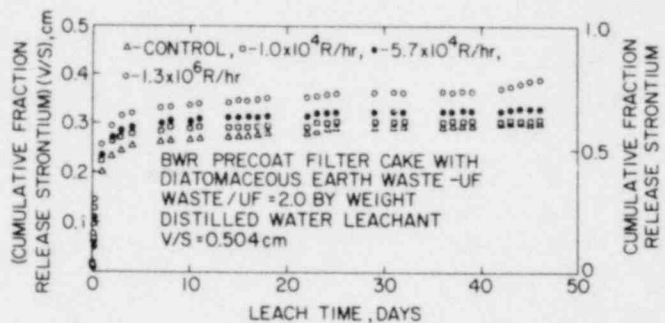 (CUMULATIVE FRACTION
RELEASE STRONTIUM)(V/S), cm
0.5
0.4
0.3
0.2
0.1
0
△-CONTROL, □-1.0x10⁴R/hr, •-5.7x10⁴R/hr,
○-1.3x10⁶R/hr
BWR PRECOAT FILTER CAKE WITH
DIATOMACEOUS EARTH WASTE-UF
WASTE/UF=2.0 BY WEIGHT
DISTILLED WATER LEACHANT
V/S=0.504cm
1.0
0.5
0
CUMULATIVE FRACTION
RELEASE STRONTIUM
0 10 20 30 40 50
LEACH TIME, DAYS